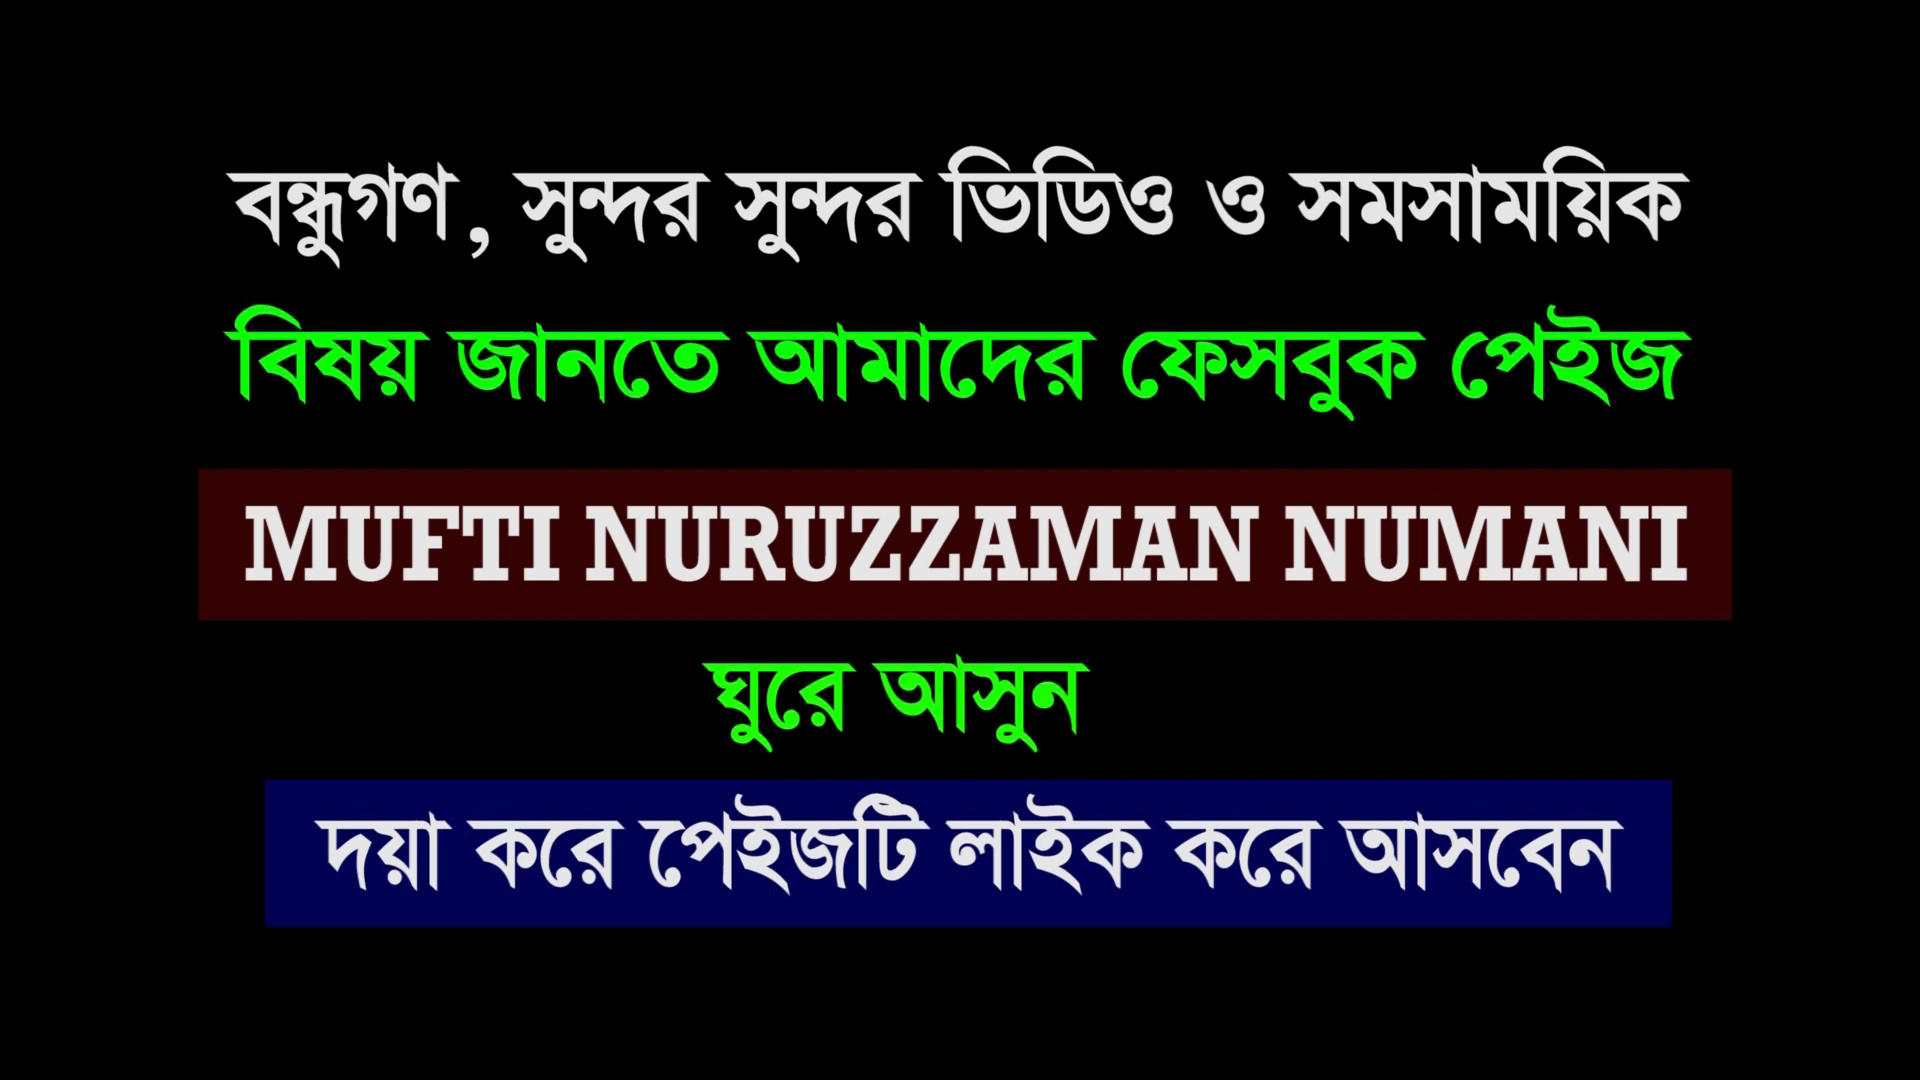 বন্ধুগণ, সুন্দর সুন্দর ভিডিও ও সমসাময়িক
বিষয় জানতে আমাদের ফেসবুক পেইজ
MUFTI NURUZZAMAN NUMANI
ঘুরে আসুন
দয়া করে পেইজটি লাইক করে আসবেন